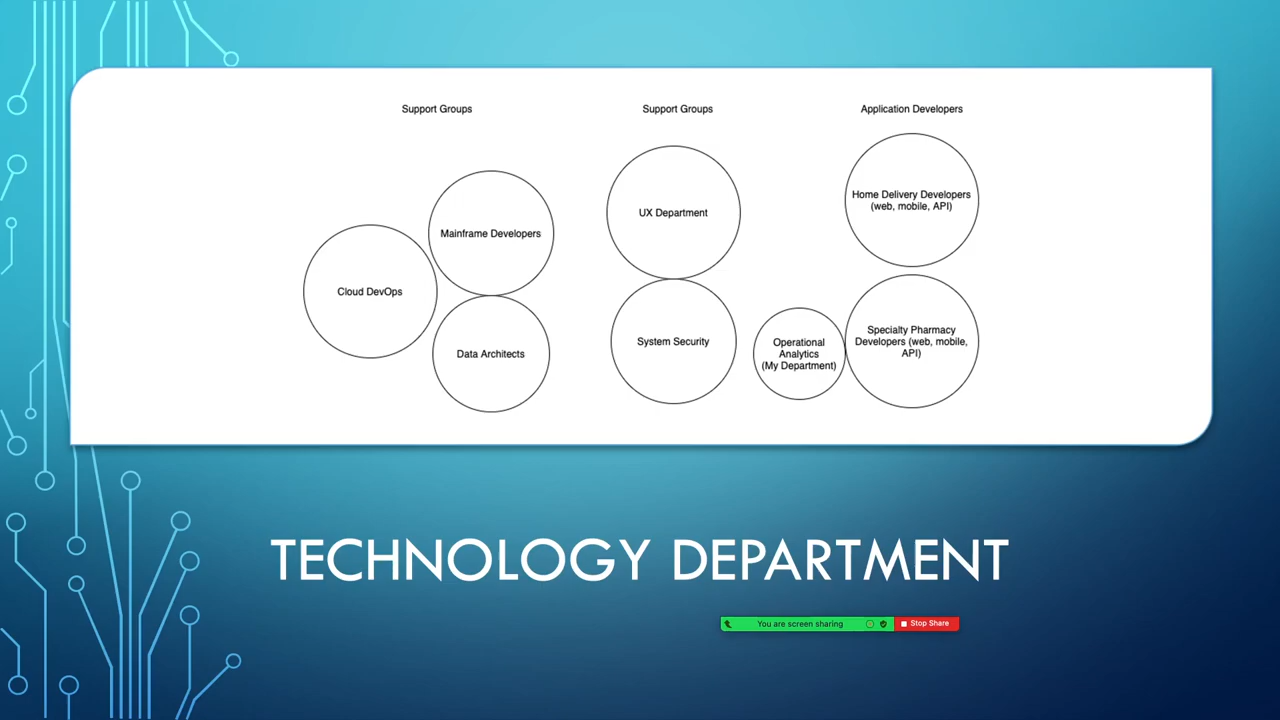 Support Groups
Support Groups
Application Developers
Cloud DevOps
Mainframe Developers
Data Architects
UX Department
System Security
Operational
Analytics
(My Department)
Home Delivery Developers
(web, mobile, API)
Specialty Pharmacy
Developers (web, mobile,
API)
TECHNOLOGY DEPARTMENT
You are screen sharing
Stop Share